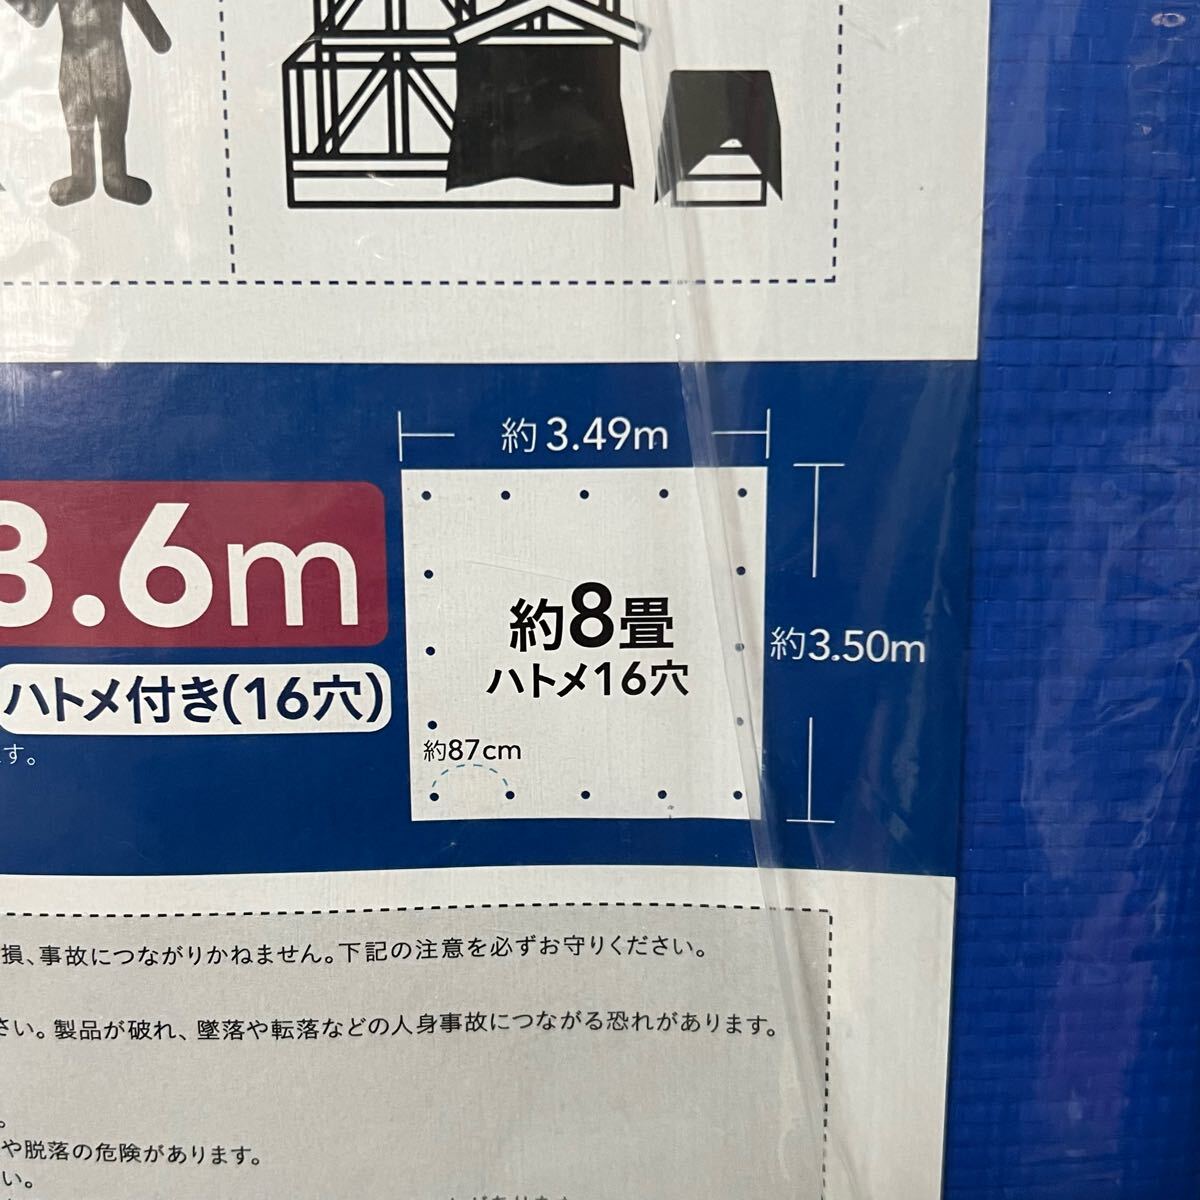 約3.49m
3.6m
約8畳
ハトメ16穴
約3.50m
ハトメ付き(16穴)
す。
約87cm
損、事故につながりかねません。下記の注意を必ずお守りください。
さい。製品が破れ、墜落や転落などの人身事故につながる恐れがあります。
。
や脱落の危険があります。
い。